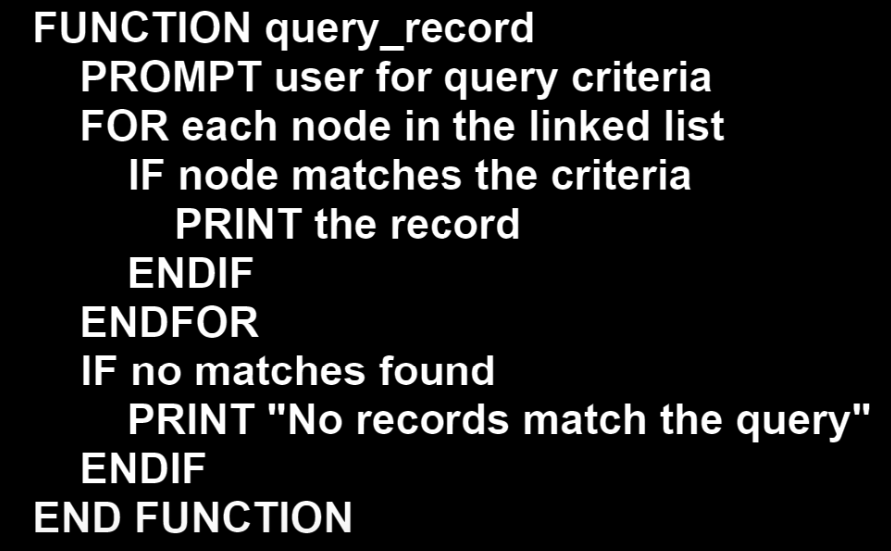 FUNCTION query_record
PROMPT user for query criteria
FOR each node in the linked list
IF node matches the criteria
PRINT the record
ENDIF
ENDFOR
IF no matches found
PRINT "No records match the query"
ENDIF
END FUNCTION